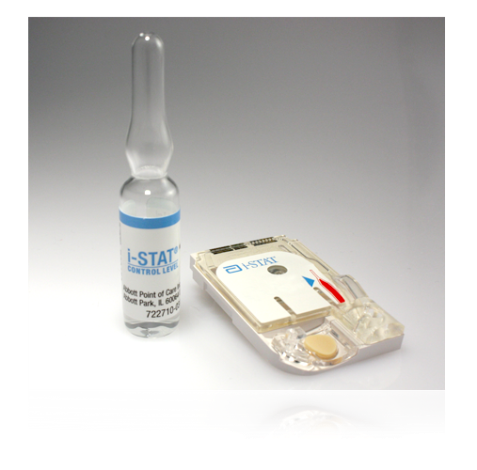 i-STAT®
CONTROL LEVEL
Abbott Point of Care
Abbott Park, IL
722710-
i-STAT